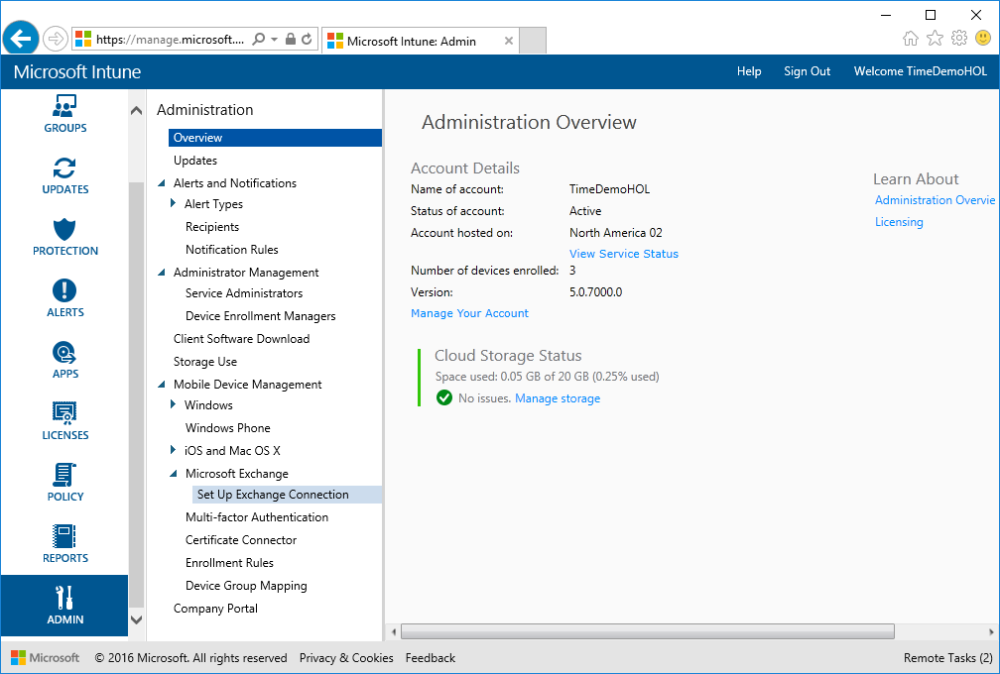 https://manage.microsoft....
Microsoft Intune: Admin
Microsoft Intune
Help
Sign Out
Welcome TimeDemoHOL
GROUPS
UPDATES
PROTECTION
ALERTS
APPS
LICENSES
POLICY
REPORTS
ADMIN
Administration
Overview
Updates
Alerts and Notifications
Alert Types
Recipients
Notification Rules
Administrator Management
Service Administrators
Device Enrollment Managers
Client Software Download
Storage Use
Mobile Device Management
Windows
Windows Phone
iOS and Mac OS X
Microsoft Exchange
Set Up Exchange Connection
Multi-factor Authentication
Certificate Connector
Enrollment Rules
Device Group Mapping
Company Portal
Administration Overview
Account Details
Name of account: TimeDemoHOL
Status of account: Active
Account hosted on: North America 02
View Service Status
Number of devices enrolled: 3
Version: 5.0.7000.0
Manage Your Account
Cloud Storage Status
Space used: 0.05 GB of 20 GB (0.25% used)
No issues. Manage storage
Learn About
Administration Overvie
Licensing
Microsoft
© 2016 Microsoft. All rights reserved
Privacy & Cookies
Feedback
Remote Tasks (2)